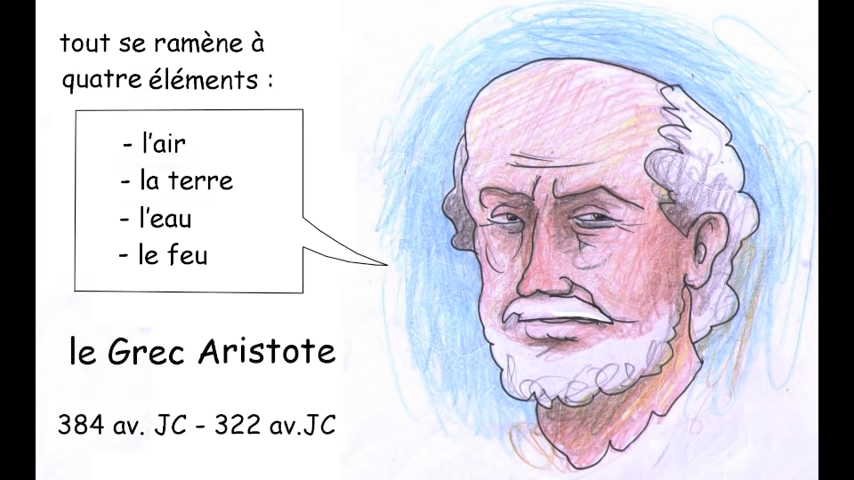 tout se ramène à
quatre éléments :
- l'air
- la terre
- l'eau
- le feu
le Grec Aristote
384 av. JC - 322 av.JC